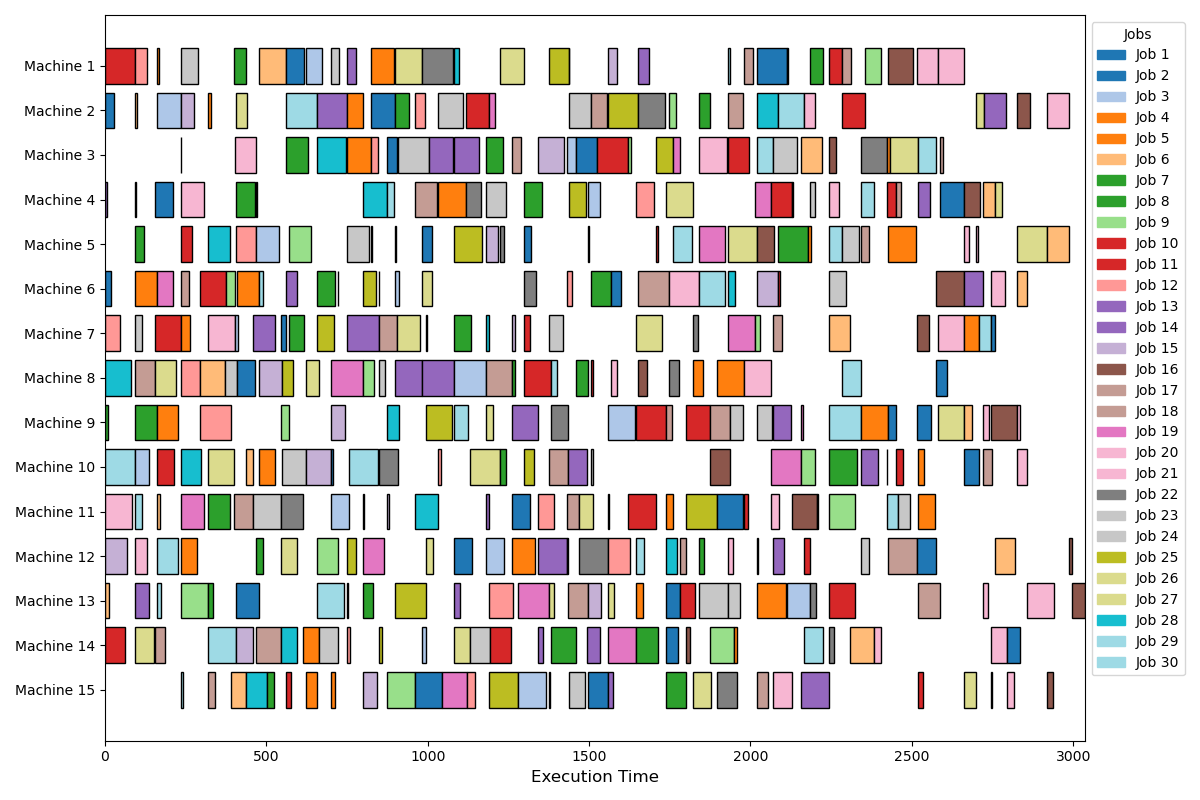 Machine 1
Machine 2
Machine 3
Machine 4
Machine 5
Machine 6
Machine 7
Machine 8
Machine 9
Machine 10
Machine 11
Machine 12
Machine 13
Machine 14
Machine 15
0 500 1000 1500 2000 2500 3000
Execution Time
Jobs
Job 1
Job 2
Job 3
Job 4
Job 5
Job 6
Job 7
Job 8
Job 9
Job 10
Job 11
Job 12
Job 13
Job 14
Job 15
Job 16
Job 17
Job 18
Job 19
Job 20
Job 21
Job 22
Job 23
Job 24
Job 25
Job 26
Job 27
Job 28
Job 29
Job 30